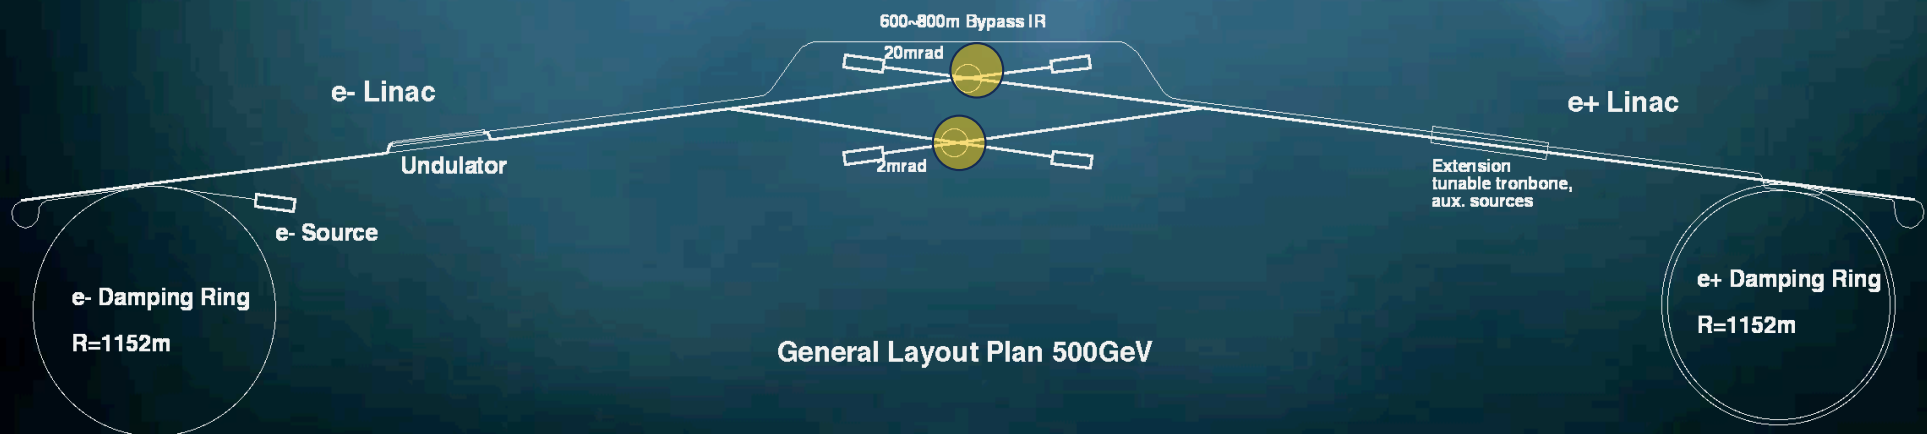 600~800m Bypass IR
20mrad
e- Linac
e+ Linac
Undulator
2mrad
Extension
tunable tronbone,
aux. sources
e- Source
e- Damping Ring
R=1152m
e+ Damping Ring
R=1152m
General Layout Plan 500GeV